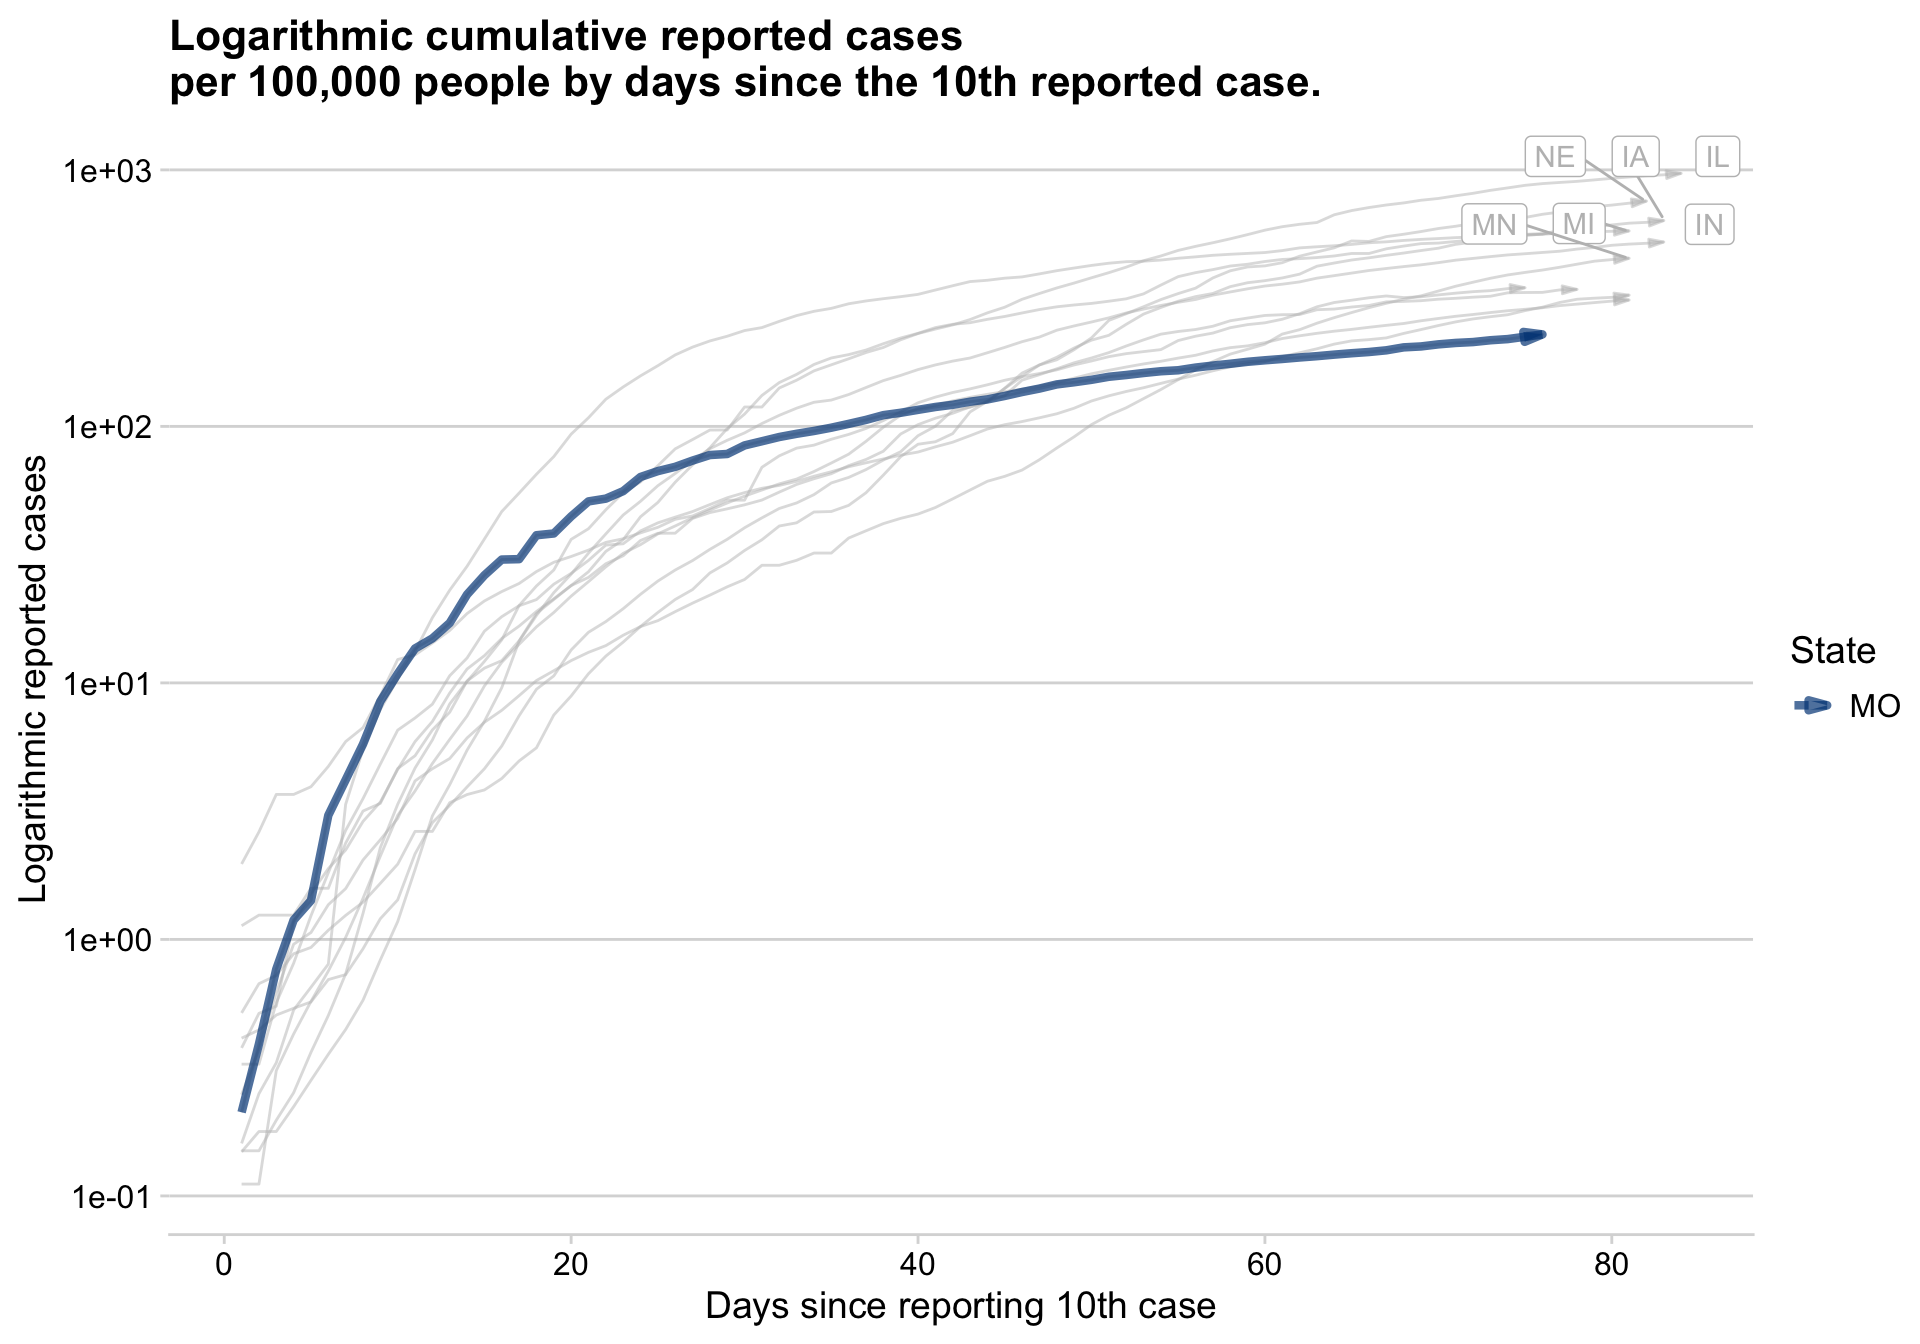 Logarithmic cumulative reported cases
per 100,000 people by days since the 10th reported case.
1e+03
1e+02
1e+01
1e+00
1e-01
Logarithmic reported cases
NE
IA
IL
MN
MI
IN
State
MO
0
20
40
60
80
Days since reporting 10th case